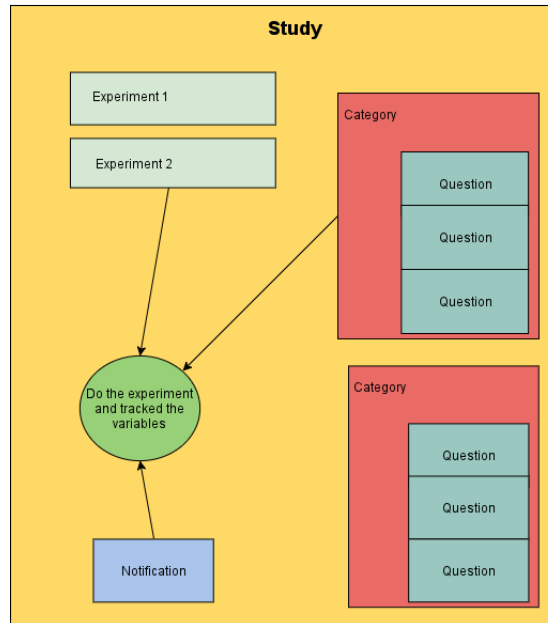 Study
Experiment 1
Experiment 2
Category
Question
Question
Question
Do the experiment
and tracked the
variables
Category
Question
Question
Question
Notification